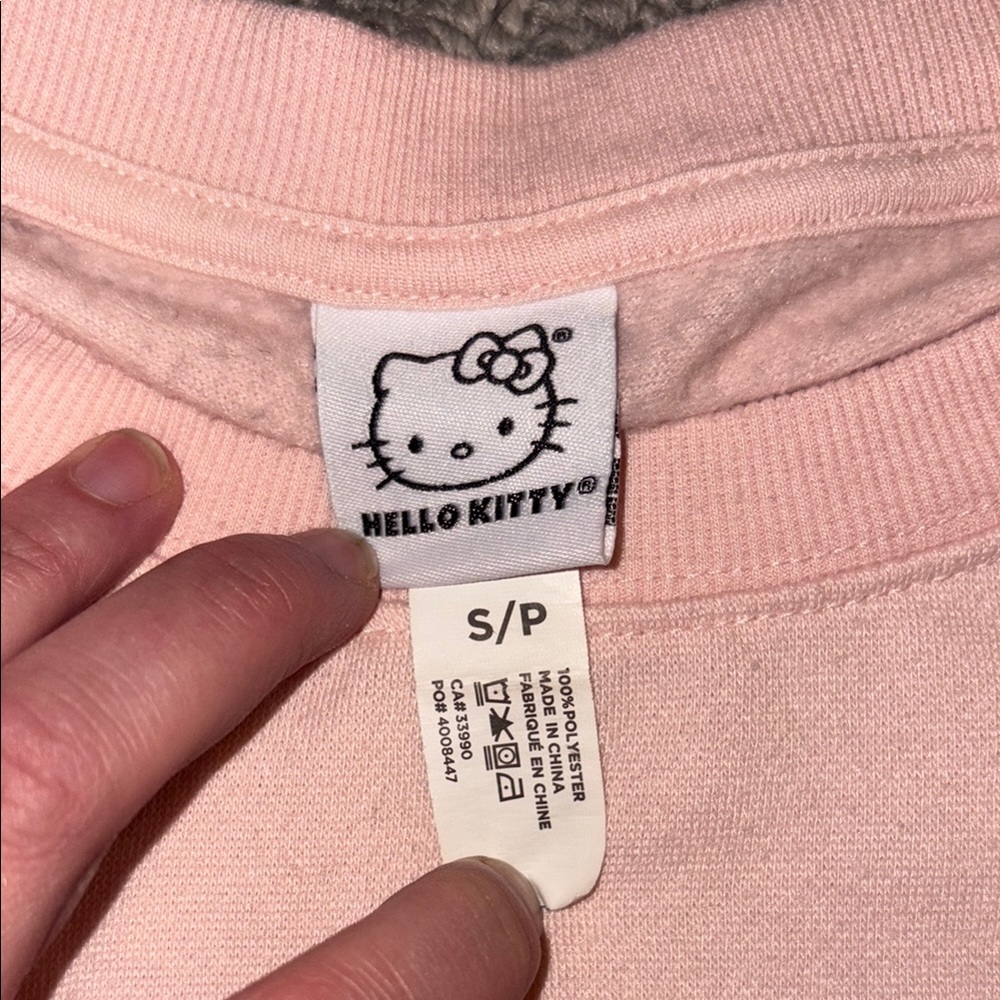 ®
HELLO KITTY®
S/P
100% POLYESTER
MADE IN CHINA
FABRIQUÉ EN CHINE
CA# 33990
PO# 4008447